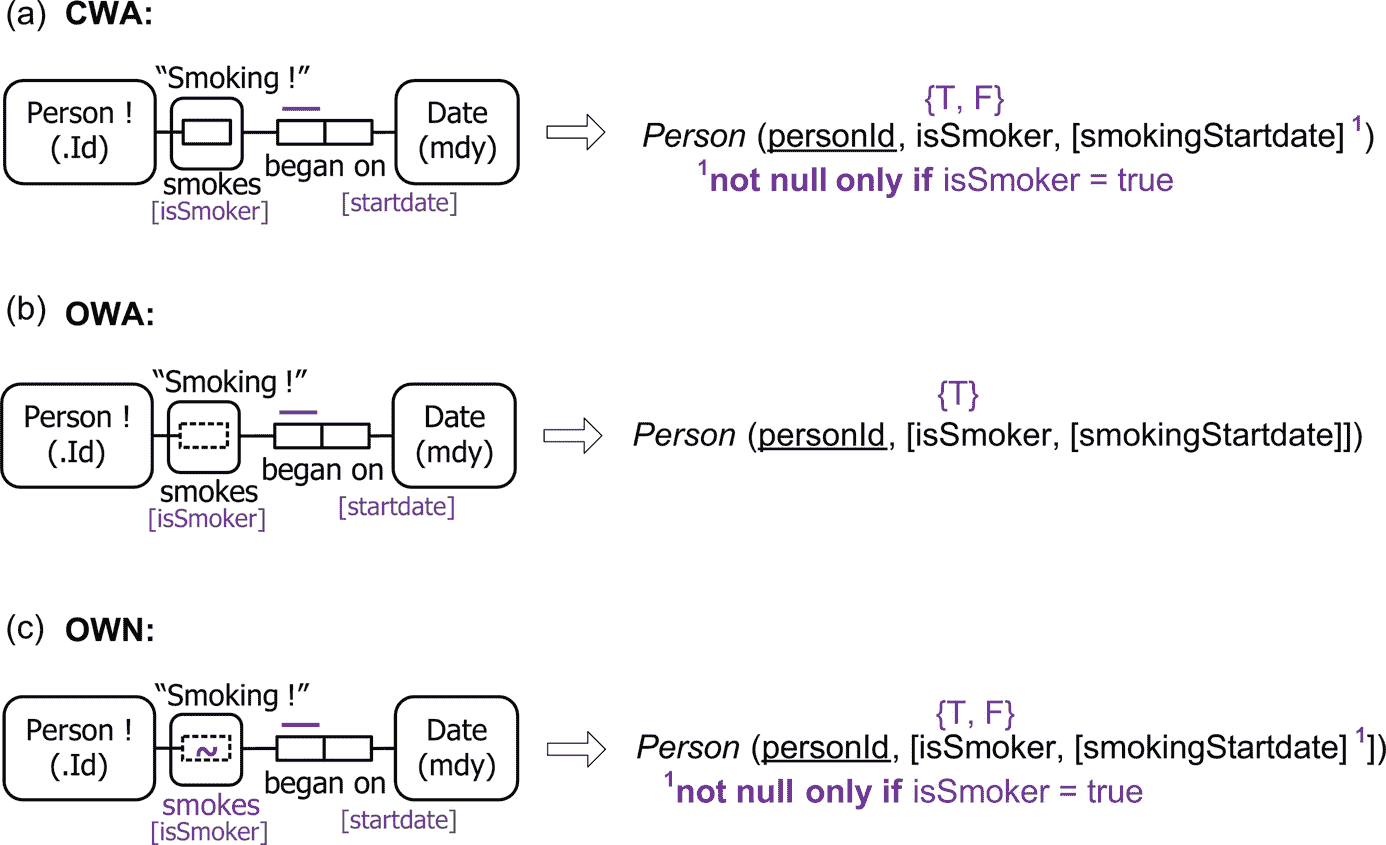 (a) CWA:
“Smoking !”
Person !
(.Id)
smokes
[isSmoker]
began on
[startdate]
Date
(mdy)
{T, F}
Person (personId, isSmoker, [smokingStartdate] 1)
1not null only if isSmoker = true
(b) OWA:
“Smoking !”
Person !
(.Id)
smokes
[isSmoker]
began on
[startdate]
Date
(mdy)
{T}
Person (personId, [isSmoker, [smokingStartdate]])
(c) OWN:
“Smoking !”
Person !
(.Id)
~
smokes
[isSmoker]
began on
[startdate]
Date
(mdy)
{T, F}
Person (personId, [isSmoker, [smokingStartdate] 1])
1not null only if isSmoker = true